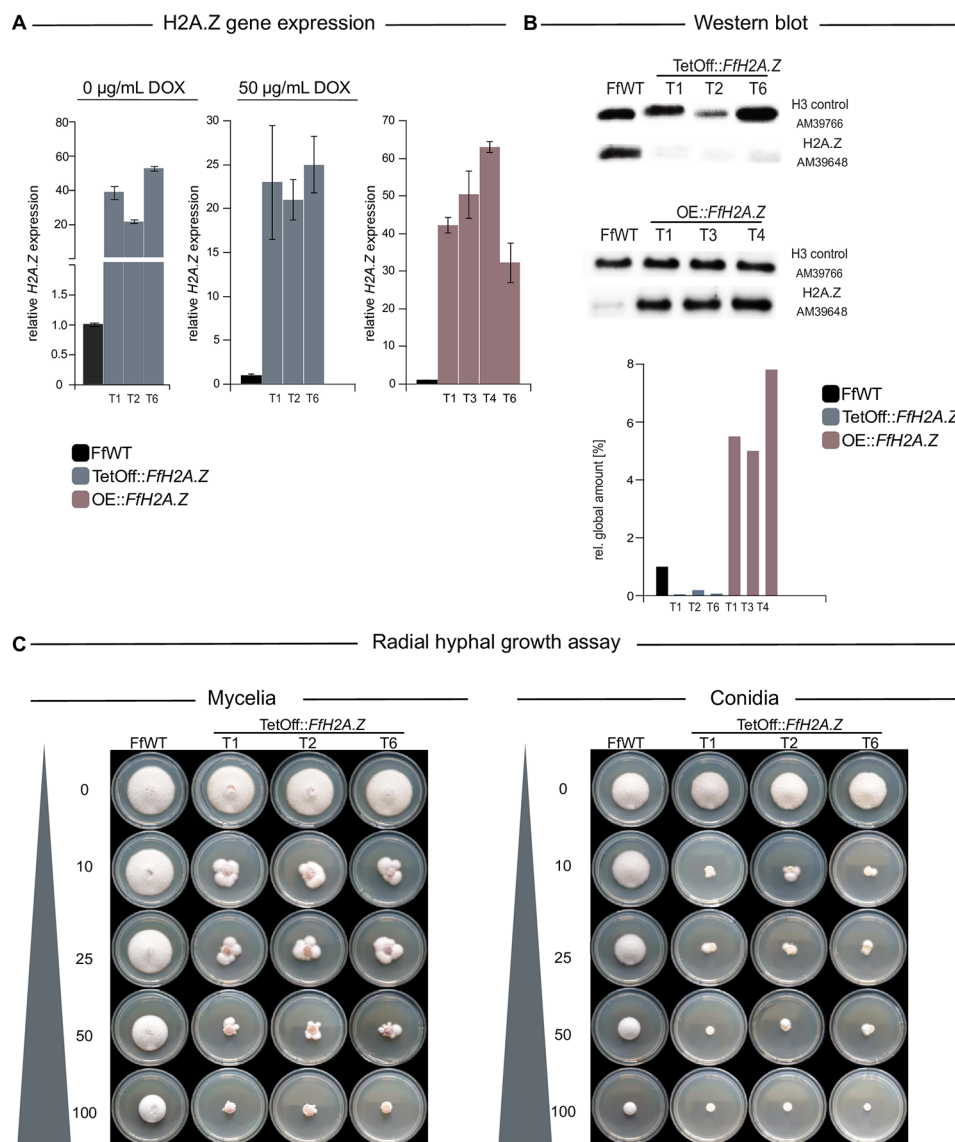 A H2A.Z gene expression
0 µg/mL DOX
50 µg/mL DOX
relative H2A.Z expression
80
60
40
20
1.5
1.0
0.5
0
T1 T2 T6
relative H2A.Z expression
30
25
20
15
10
5
0
T1 T2 T6
relative H2A.Z expression
70
60
50
40
30
20
10
0
T1 T3 T4 T6
FfWT
TetOff::FfH2A.Z
OE::FfH2A.Z
B Western blot
TetOff::FfH2A.Z
FfWT T1 T2 T6
H3 control
AM39766
H2A.Z
AM39648
OE::FfH2A.Z
FfWT T1 T3 T4
H3 control
AM39766
H2A.Z
AM39648
rel. global amount [%]
8
6
4
2
0
T1 T2 T6 T1 T3 T4
FfWT
TetOff::FfH2A.Z
OE::FfH2A.Z
C Radial hyphal growth assay
Mycelia
TetOff::FfH2A.Z
FfWT T1 T2 T6
0
10
25
50
100
Conidia
TetOff::FfH2A.Z
FfWT T1 T2 T6
0
10
25
50
100